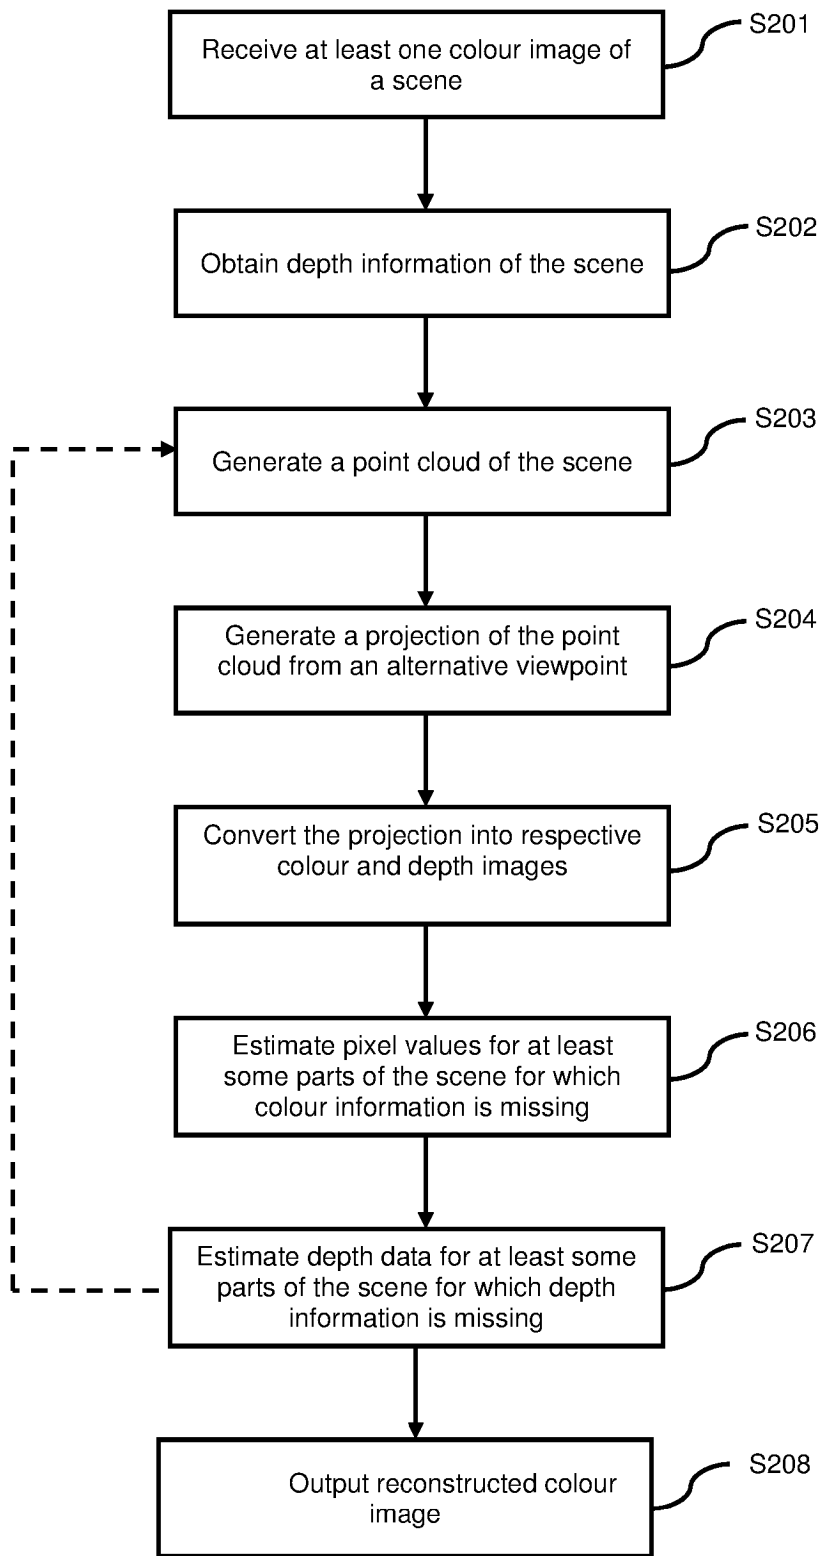 S201
Receive at least one colour image of
a scene
S202
Obtain depth information of the scene
S203
Generate a point cloud of the scene
S204
Generate a projection of the point
cloud from an alternative viewpoint
S205
Convert the projection into respective
colour and depth images
S206
Estimate pixel values for at least
some parts of the scene for which
colour information is missing
S207
Estimate depth data for at least some
parts of the scene for which depth
information is missing
S208
Output reconstructed colour
image